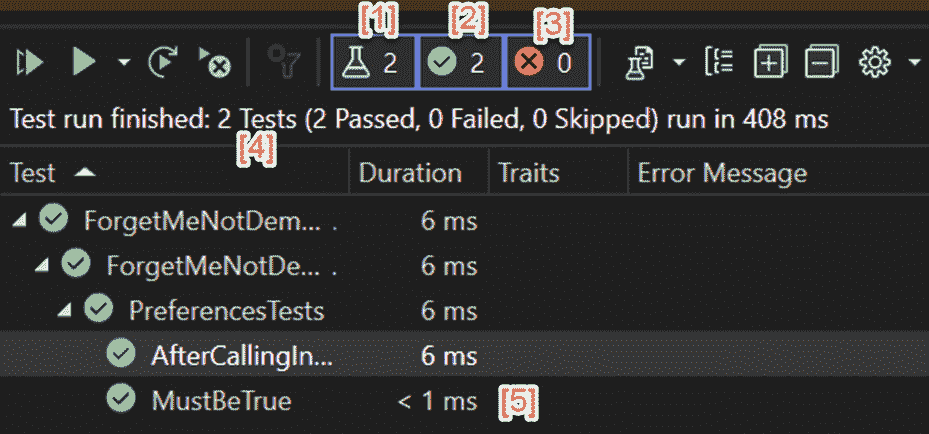 [1] [2] [3]
2 2 0
Test run finished: 2 Tests (2 Passed, 0 Failed, 0 Skipped) run in 408 ms
[4]
Test Duration Traits Error Message
ForgetMeNotDem... . 6 ms
ForgetMeNotDe... . 6 ms
PreferencesTests 6 ms
AfterCallingIn... 6 ms
MustBeTrue < 1 ms [5]